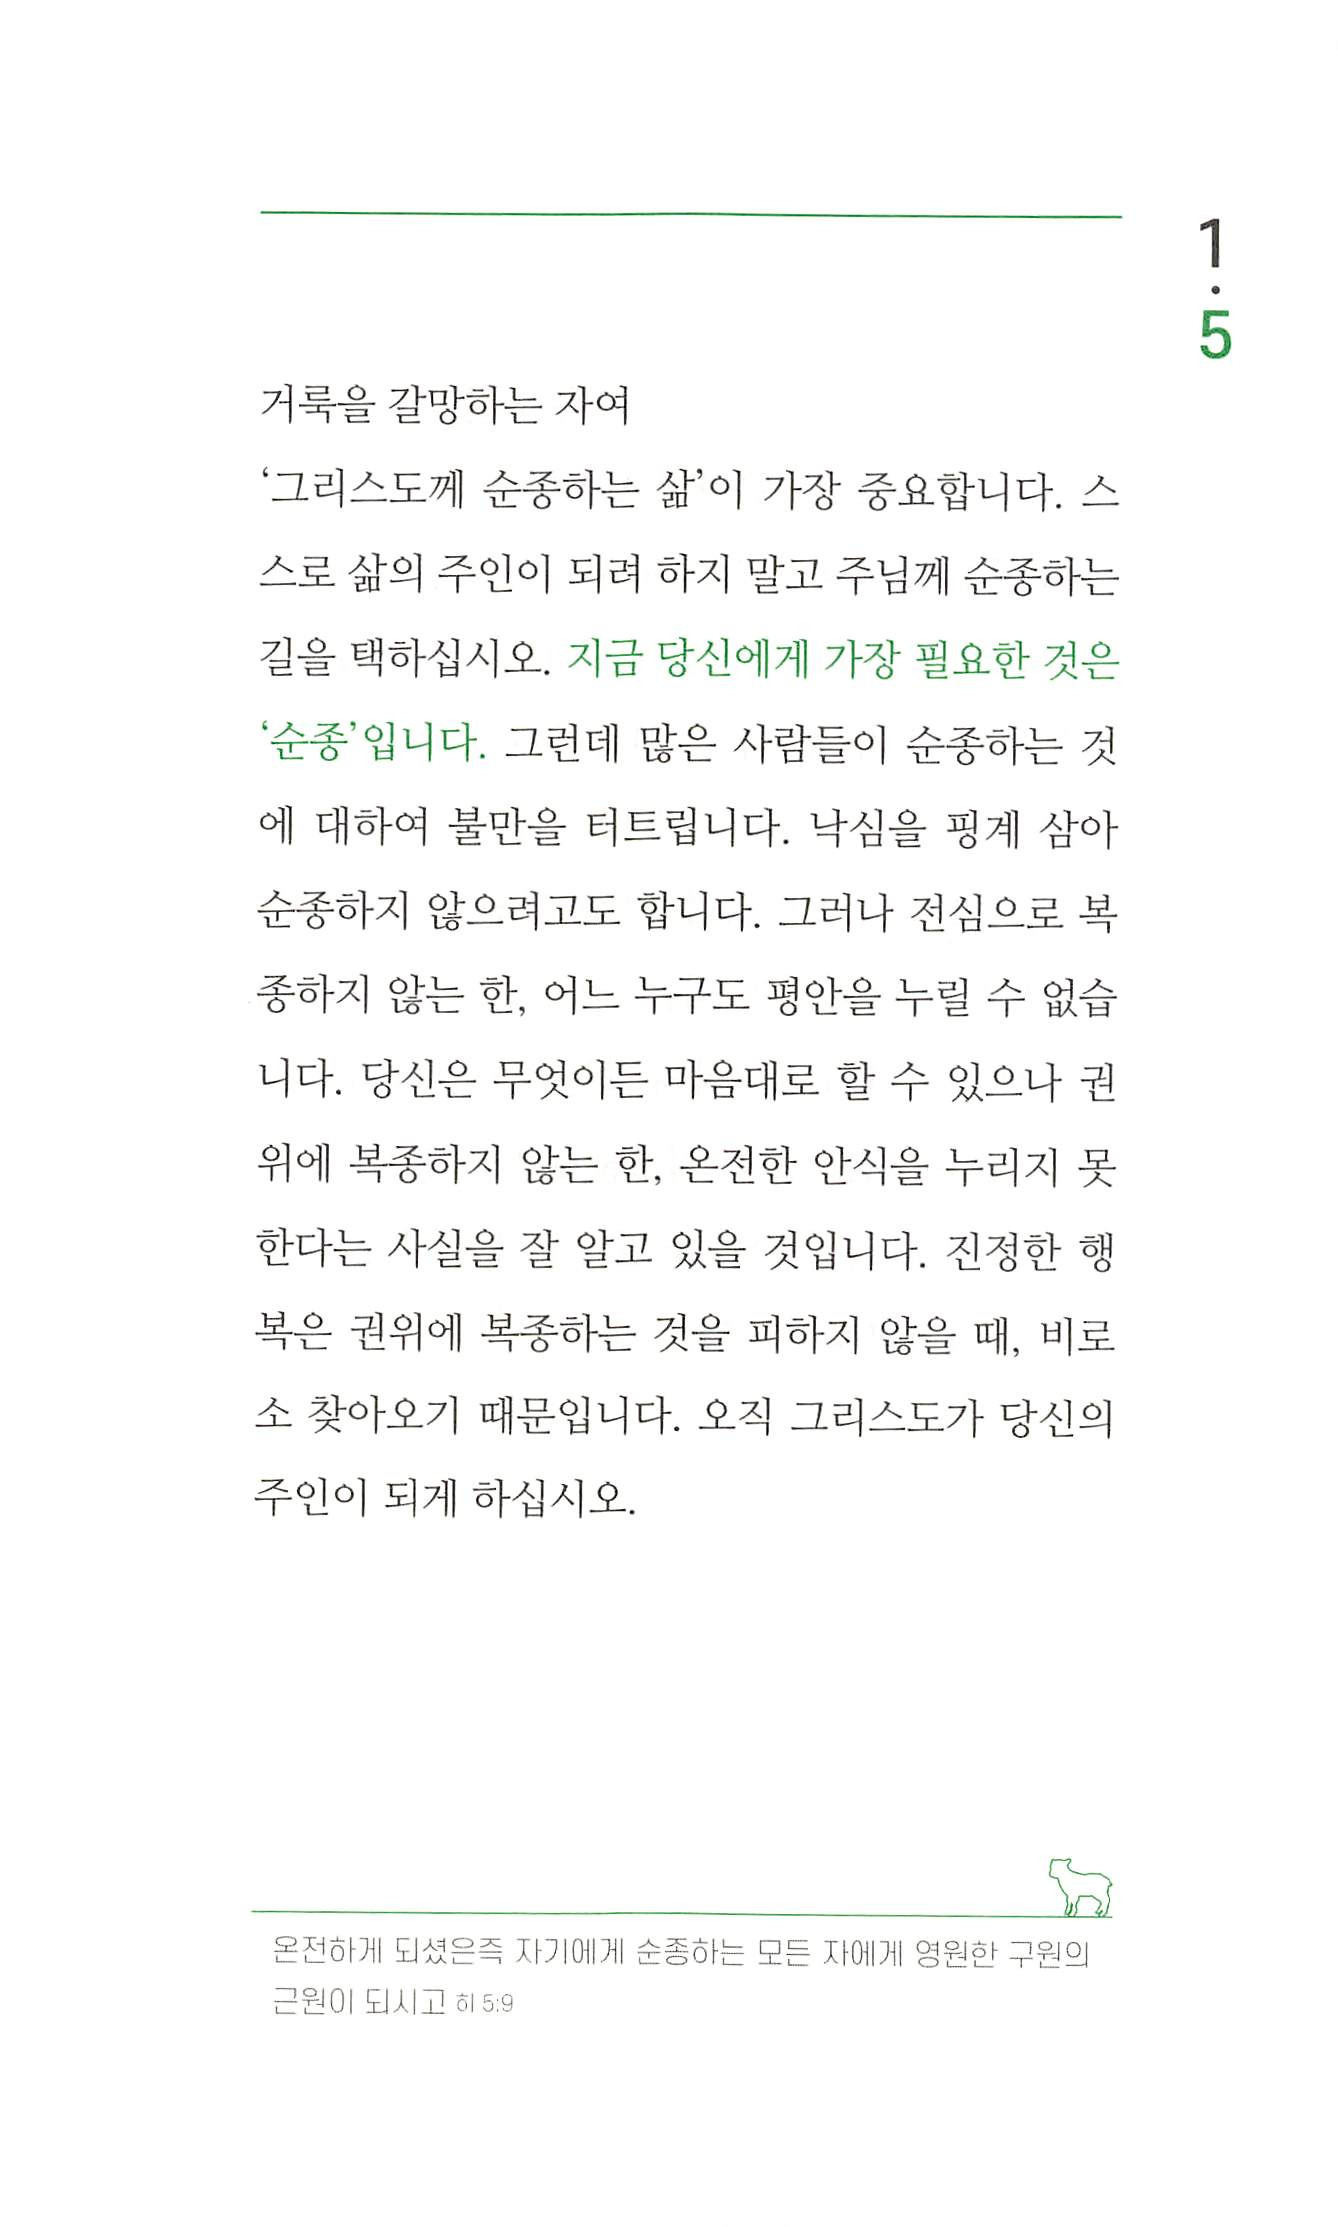 1
·
5
거룩을 갈망하는 자여
‘그리스도께 순종하는 삶’이 가장 중요합니다. 스
스로 삶의 주인이 되려 하지 말고 주님께 순종하는
길을 택하십시오. 지금 당신에게 가장 필요한 것은
‘순종’입니다. 그런데 많은 사람들이 순종하는 것
에 대하여 불만을 터트립니다. 낙심을 핑계 삼아
순종하지 않으려고도 합니다. 그러나 전심으로 복
종하지 않는 한, 어느 누구도 평안을 누릴 수 없습
니다. 당신은 무엇이든 마음대로 할 수 있으나 권
위에 복종하지 않는 한, 온전한 안식을 누리지 못
한다는 사실을 잘 알고 있을 것입니다. 진정한 행
복은 권위에 복종하는 것을 피하지 않을 때, 비로
소 찾아오기 때문입니다. 오직 그리스도가 당신의
주인이 되게 하십시오.
온전하게 되셨은즉 자기에게 순종하는 모든 자에게 영원한 구원의
근원이 되시고 히 5:9